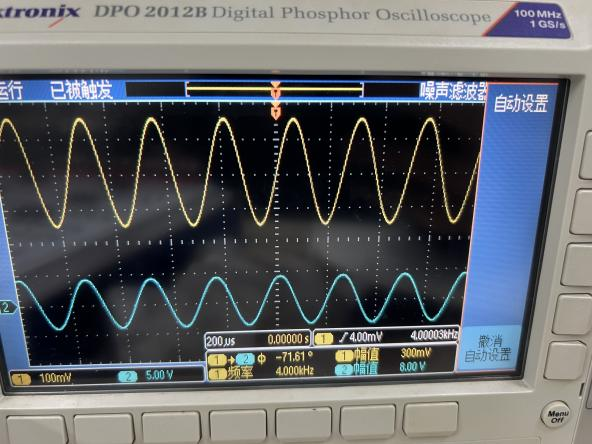 ktronix DPO 2012B Digital Phosphor Oscilloscope
100 MHz
1 GS/s
运行 已被触发 噪声滤波器
自动设置
2
200µs 0.00000 s 1 ∫ 4.00mV 4.00003kHz
1 → 2 ϕ -71.61 ° 1 幅值 300mV
1 频率 4.000kHz 2 幅值 8.00 V
1 100mV 2 5.00 V
撤消
自动设置
Menu
Off